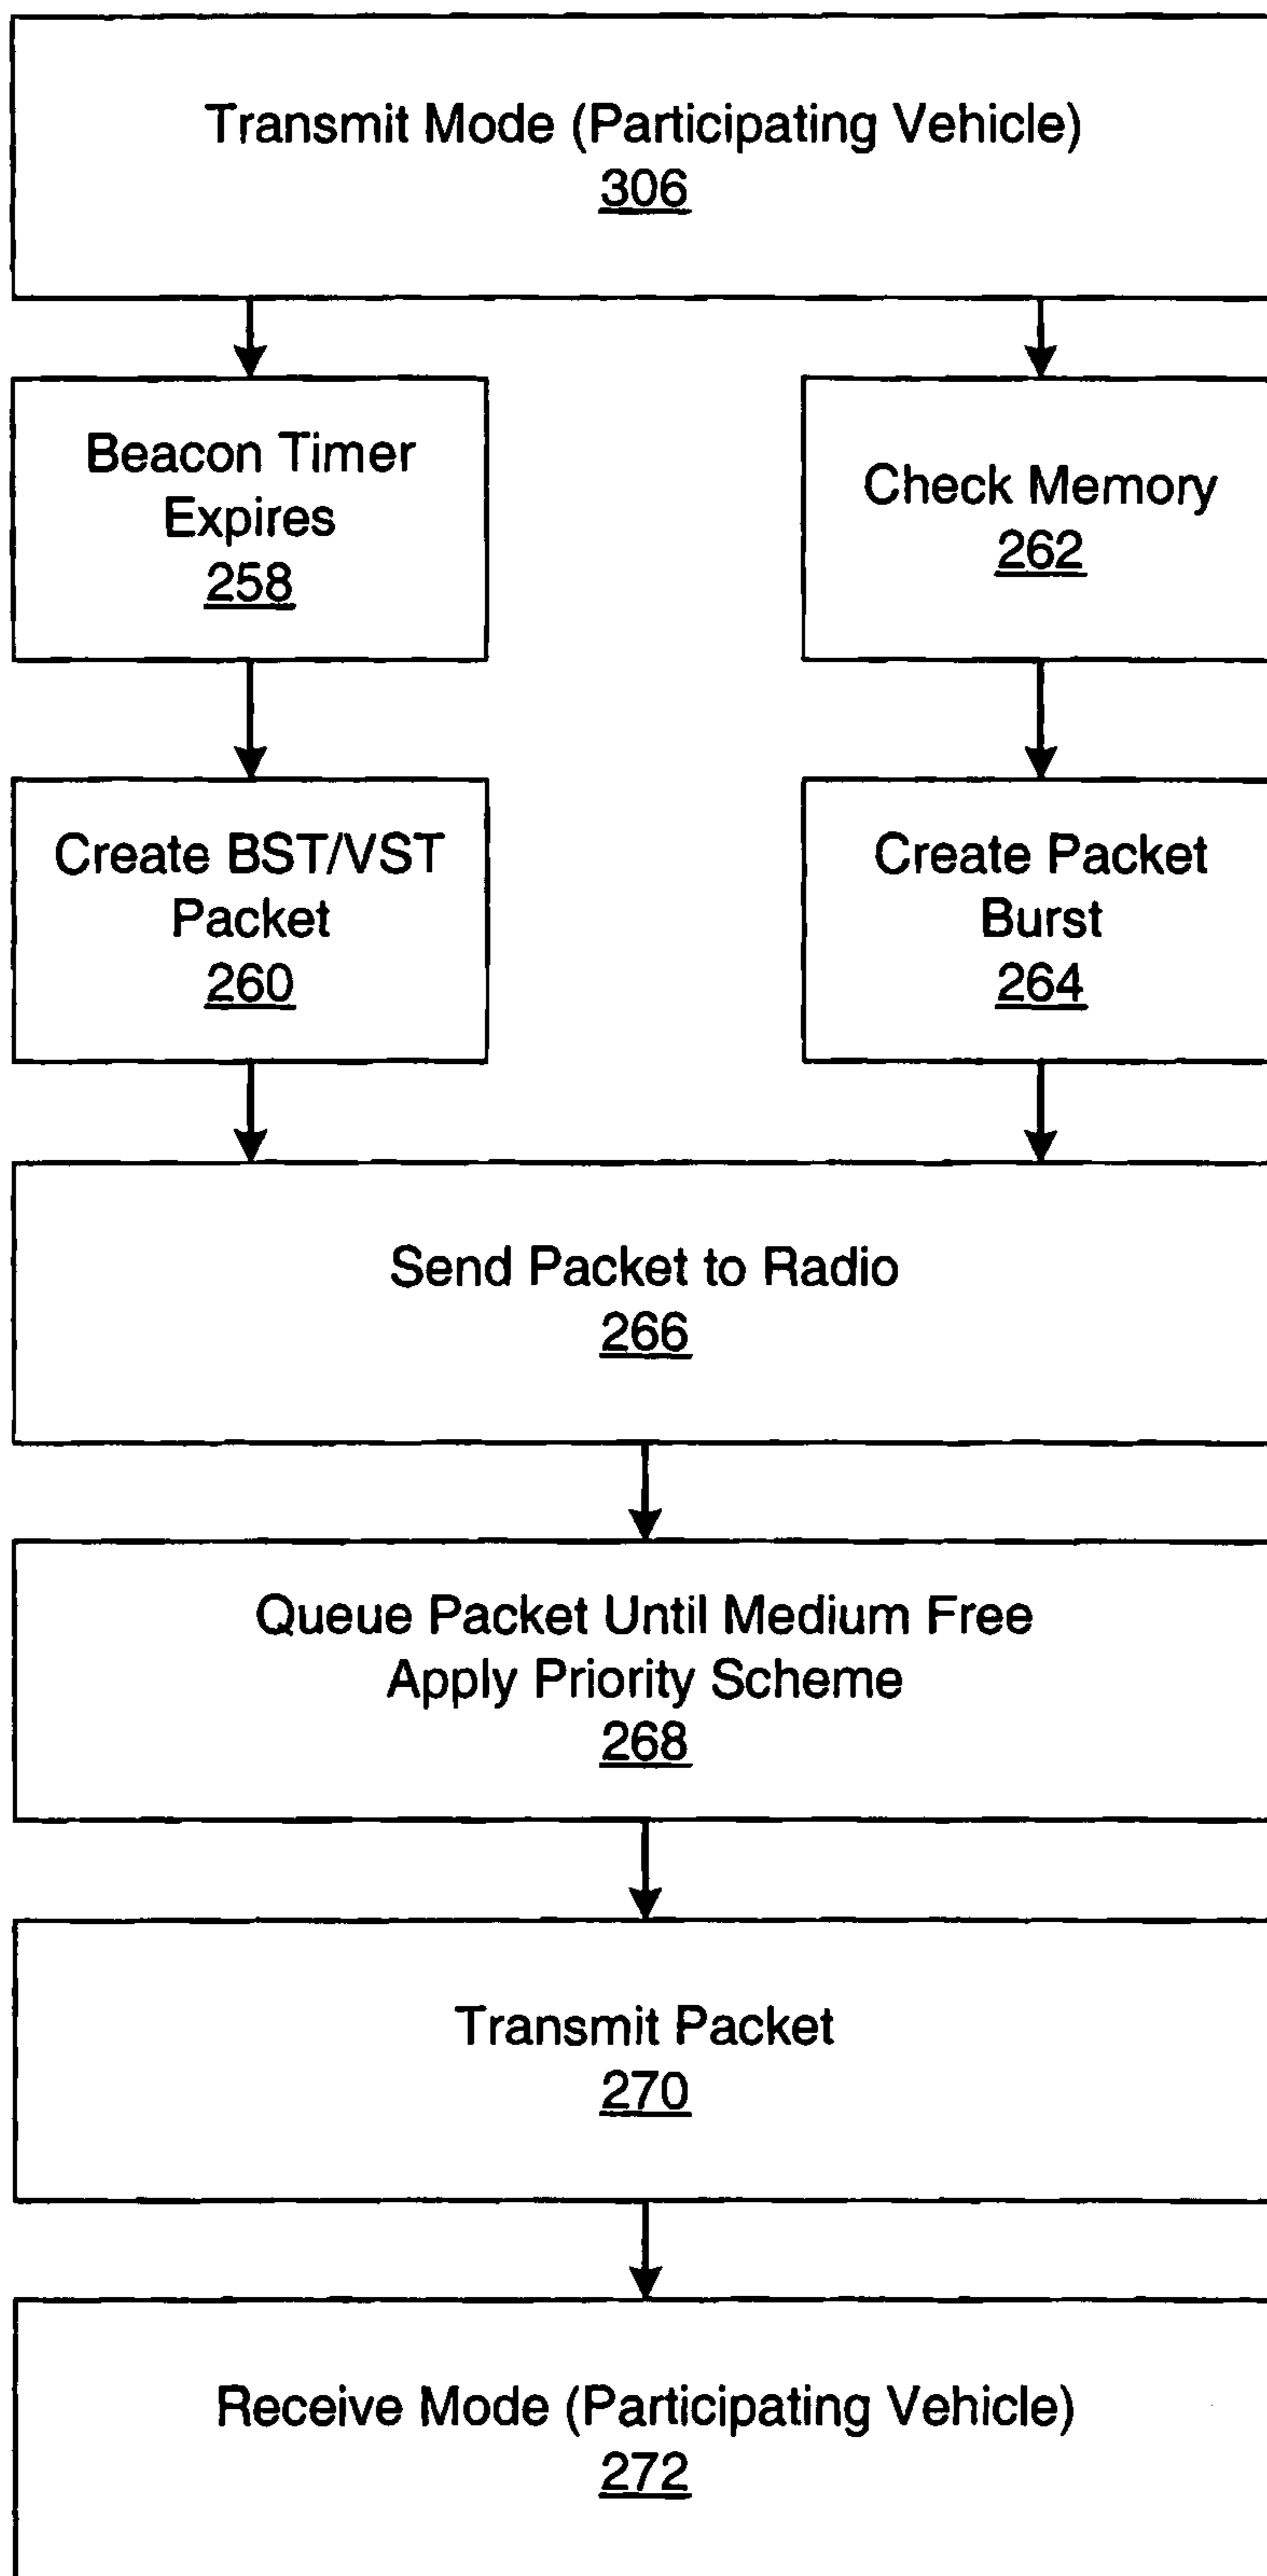 Transmit Mode (Participating Vehicle)
306
Beacon Timer
Expires
258
Check Memory
262
Create BST/VST
Packet
260
Create Packet
Burst
264
Send Packet to Radio
266
Queue Packet Until Medium Free
Apply Priority Scheme
268
Transmit Packet
270
Receive Mode (Participating Vehicle)
272